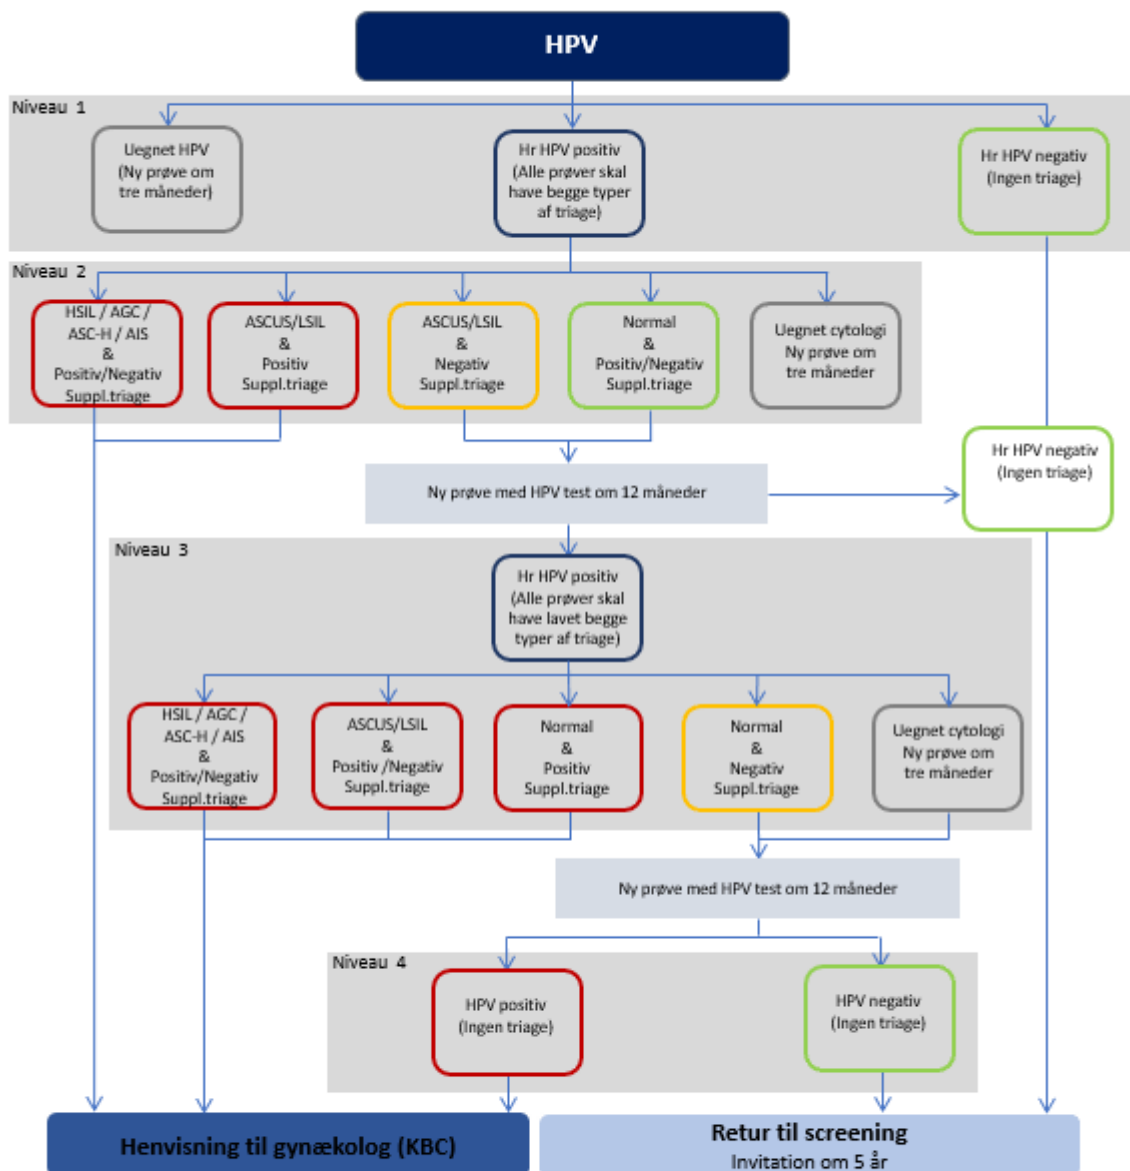 HPV
Niveau 1
Uegnet HPV
(Ny prøve om
tre måneder)
Hr HPV positiv
(Alle prøver skal
have begge typer
af triage)
Hr HPV negativ
(Ingen triage)
Niveau 2
HSIL / AGC /
ASC-H / AIS
&
Positiv/Negativ
Suppl.triage
ASCUS/LSIL
&
Positiv
Suppl.triage
ASCUS/LSIL
&
Negativ
Suppl.triage
Normal
&
Positiv/Negativ
Suppl.triage
Uegnet cytologi
Ny prøve om
tre måneder
Hr HPV negativ
(Ingen triage)
Ny prøve med HPV test om 12 måneder
Niveau 3
Hr HPV positiv
(Alle prøver skal
have lavet begge
typer af triage)
HSIL / AGC /
ASC-H / AIS
&
Positiv/Negativ
Suppl.triage
ASCUS/LSIL
&
Positiv /Negativ
Suppl.triage
Normal
&
Positiv
Suppl.triage
Normal
&
Negativ
Suppl.triage
Uegnet cytologi
Ny prøve om
tre måneder
Ny prøve med HPV test om 12 måneder
Niveau 4
HPV positiv
(Ingen triage)
HPV negativ
(Ingen triage)
Henvisning til gynækolog (KBC)
Retur til screening
Invitation om 5 år